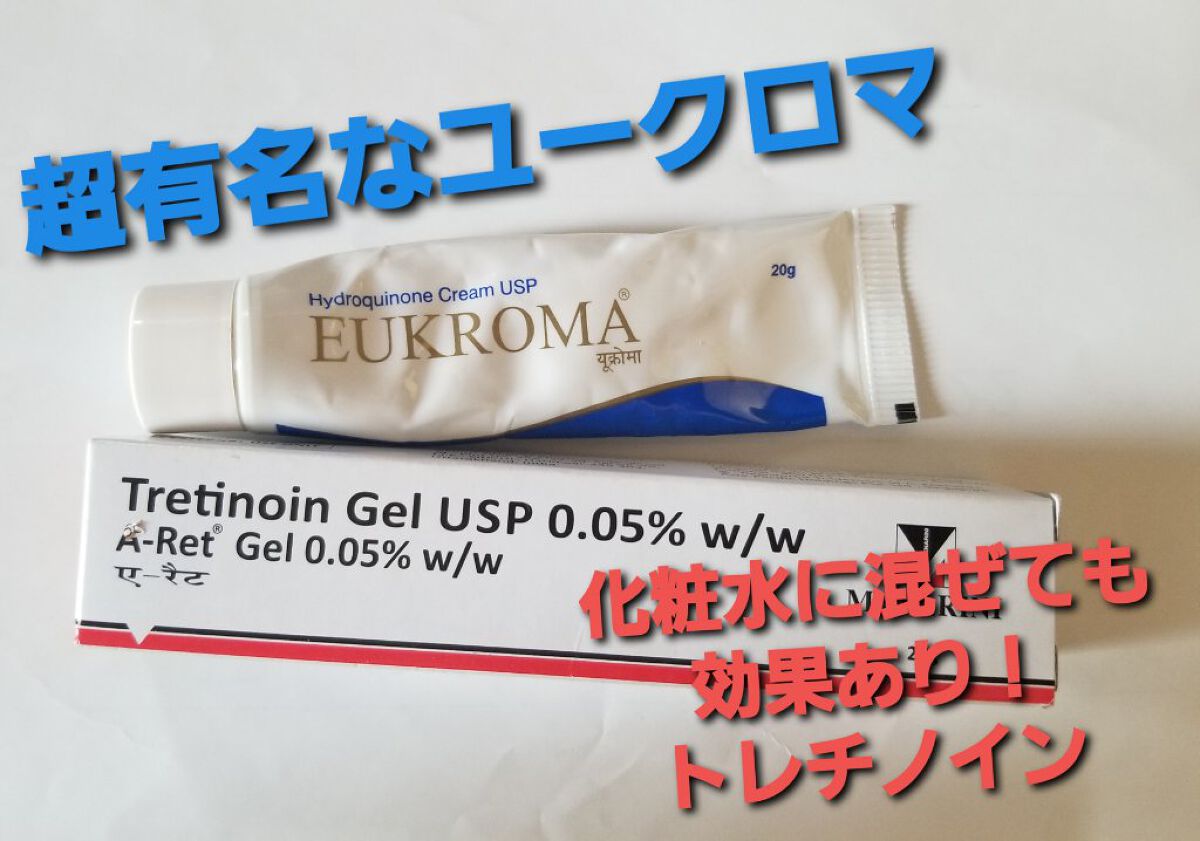 超有名なユークロマ
Hydroquinone Cream USP
20g
EUKROMA®
यूक्रोमा
Tretinoin Gel USP 0.05% w/w
A-Ret® Gel 0.05% w/w
ए-रैट
化粧水に混ぜても
効果あり！
トレチノイン